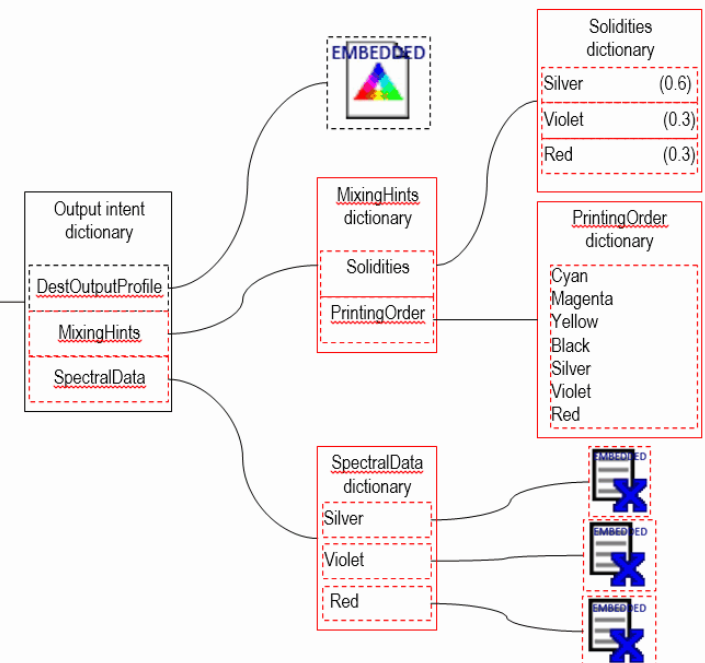 EMBEDDED
Solidities
dictionary
Silver (0.6)
Violet (0.3)
Red (0.3)
Output intent
dictionary
DestOutputProfile
MixingHints
SpectralData
MixingHints
dictionary
Solidities
PrintingOrder
PrintingOrder
dictionary
Cyan
Magenta
Yellow
Black
Silver
Violet
Red
SpectralData
dictionary
Silver
Violet
Red
EMBEDDED
EMBEDDED
EMBEDDED